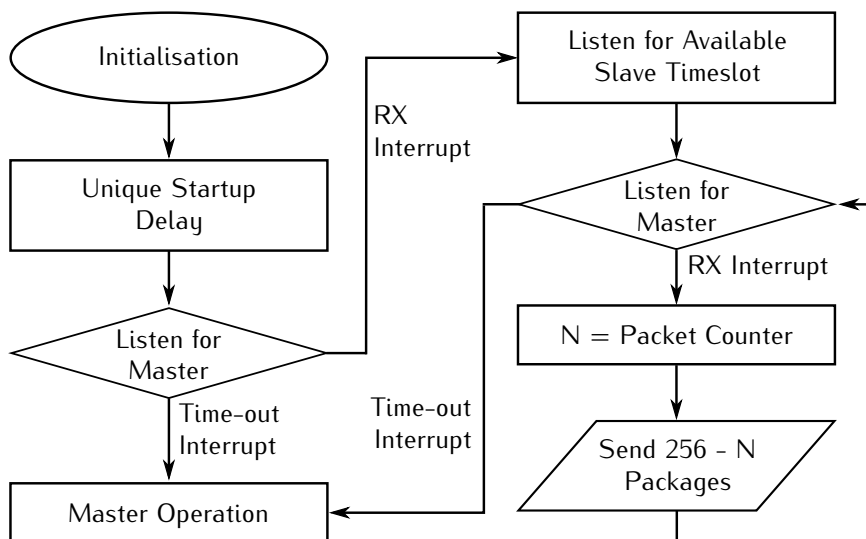 Initialisation
Unique Startup
Delay
Listen for
Master
Time-out
Interrupt
Master Operation
RX
Interrupt
Listen for Available
Slave Timeslot
Listen for
Master
RX Interrupt
Time-out
Interrupt
N = Packet Counter
Send 256 - N
Packages